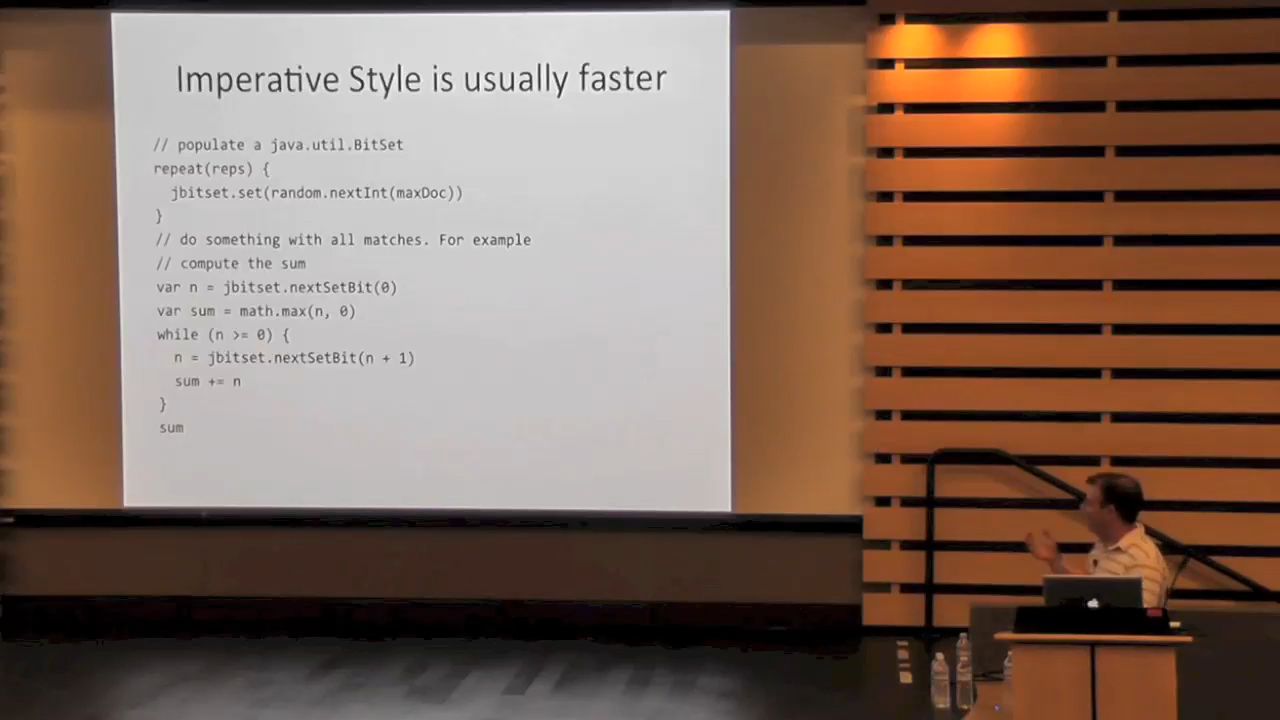 Imperative Style is usually faster
// populate a java.util.BitSet
repeat(reps) {
jbitset.set(random.nextInt(maxDoc))
}
// do something with all matches. For example
// compute the sum
var n = jbitset.nextSetBit(0)
var sum = math.max(n, 0)
while (n >= 0) {
n = jbitset.nextSetBit(n + 1)
sum += n
}
sum